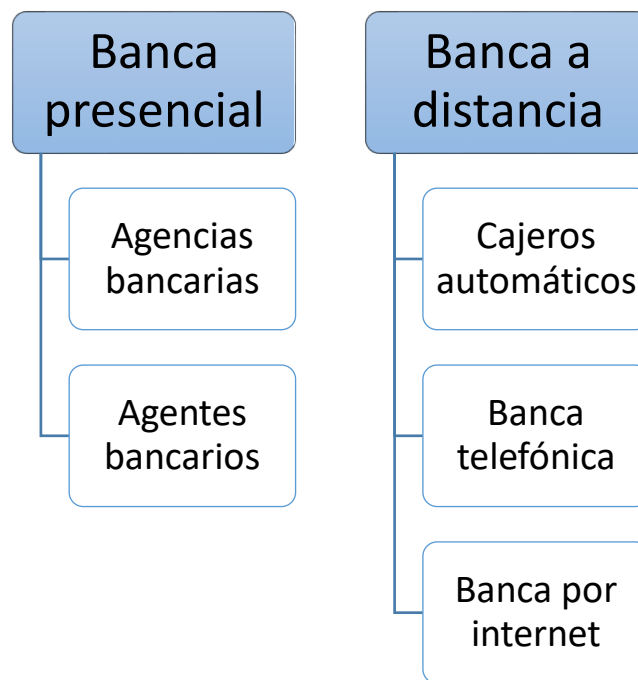 Banca
presencial
Agencias
bancarias
Agentes
bancarios
Banca a
distancia
Cajeros
automáticos
Banca
telefónica
Banca por
internet